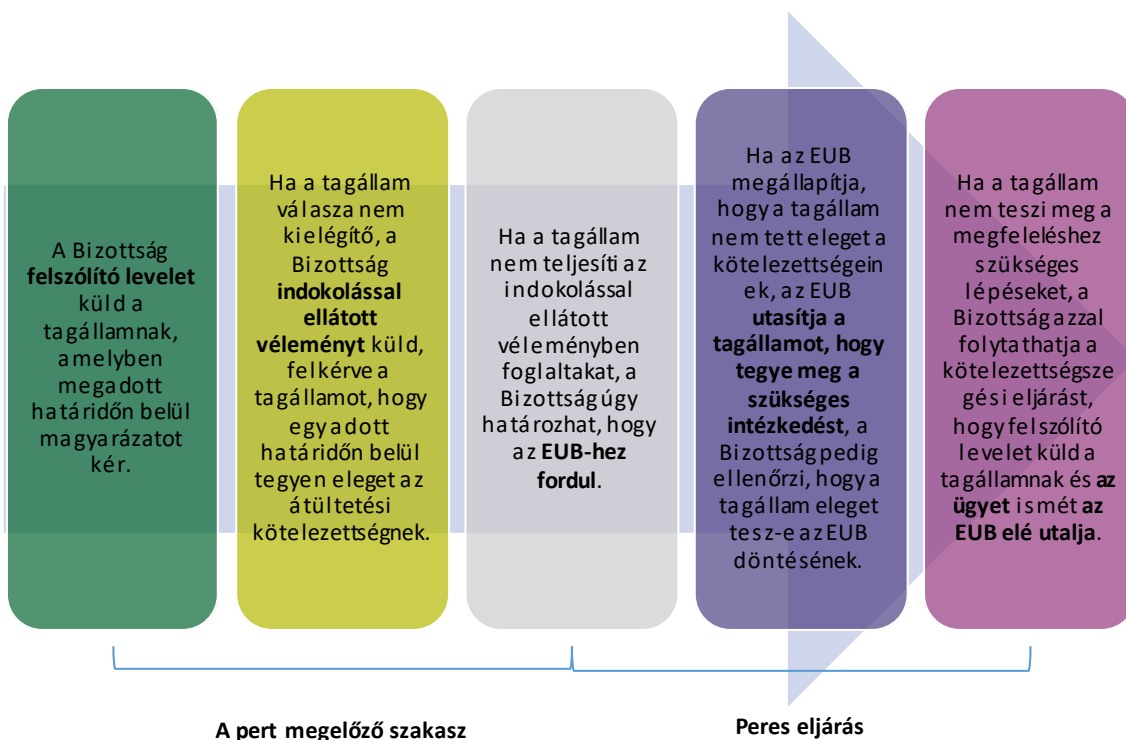 A Bizottság
felszólító levelet
küld a
tagállamnak,
amelyben
megadott
határidőn belül
magyarázatot
kér.
Ha a tagállam
válasza nem
kielégítő, a
Bizottság
indokolással
ellátott
véleményt küld,
felkérve a
tagállamot, hogy
egy adott
határidőn belül
tegyen eleget az
átültetési
kötelezettségnek.
Ha a tagállam
nem teljesíti az
indokolással
ellátott
véleményben
foglaltakat, a
Bizottság úgy
határozhat, hogy
az EUB-hez
fordul.
Ha az EUB
megállapítja,
hogy a tagállam
nem tett eleget a
kötelezettségein
ek, az EUB
utasítja a
tagállamot, hogy
tegye meg a
szükséges
intézkedést, a
Bizottság pedig
ellenőrzi, hogy a
tagállam eleget
tesz-e az EUB
döntésének.
Ha a tagállam
nem teszi meg a
megfeleléshez
szükséges
lépéseket, a
Bizottság azzal
folytathatja a
kötelezettségsze
gési eljárást,
hogy felszólító
levelet küld a
tagállamnak és az
ügyet ismét az
EUB elé utalja.
A pert megelőző szakasz
Peres eljárás